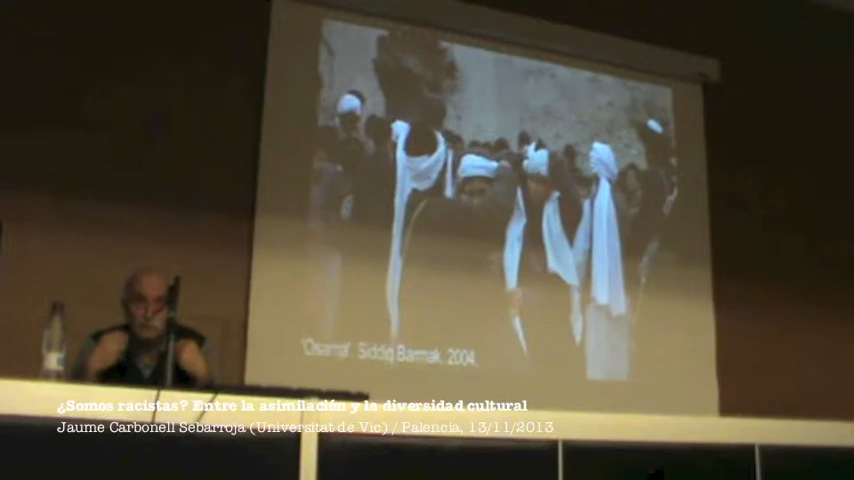 'Osama' Siddiq Barmak. 2004.
¿Somos racistas? Entre la asimilación y la diversidad cultural
Jaume Carbonell Sebarroja (Universitat de Vic) / Palencia, 13/11/2013